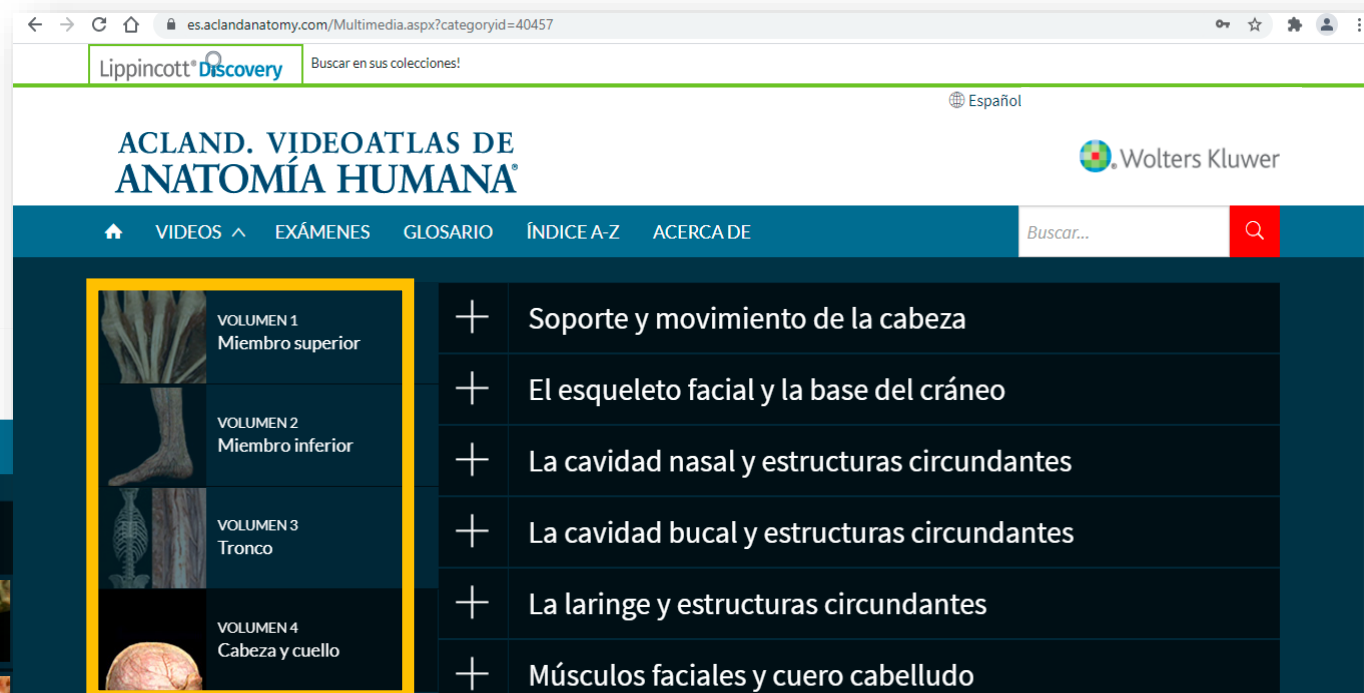 es.aclandanatomy.com/Multimedia.aspx?categoryid=40457
Lippincott® Discovery
Buscar en sus colecciones!
Español
ACLAND. VIDEOATLAS DE
ANATOMÍA HUMANA®
Wolters Kluwer
VIDEOS EXÁMENES GLOSARIO ÍNDICE A-Z ACERCA DE
Buscar...
VOLUMEN 1
Miembro superior
VOLUMEN 2
Miembro inferior
VOLUMEN 3
Tronco
VOLUMEN 4
Cabeza y cuello
Soporte y movimiento de la cabeza
El esqueleto facial y la base del cráneo
La cavidad nasal y estructuras circundantes
La cavidad bucal y estructuras circundantes
La laringe y estructuras circundantes
Músculos faciales y cuero cabelludo